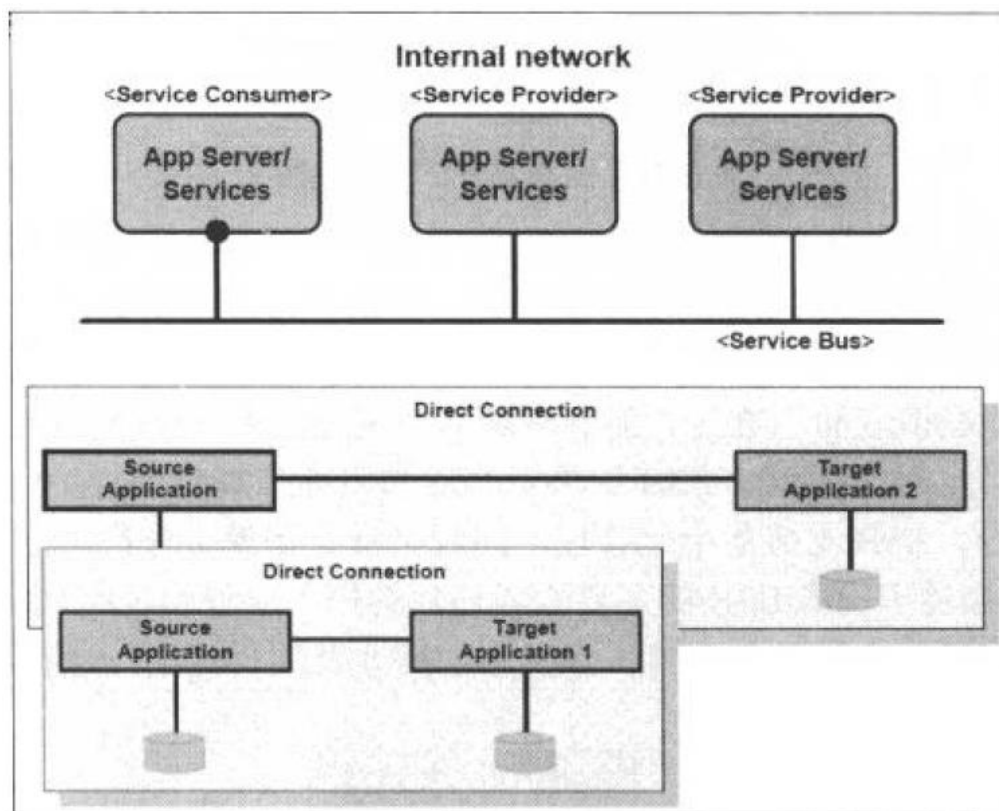 Internal network
<Service Consumer>
<Service Provider>
<Service Provider>
App Server/
Services
App Server/
Services
App Server/
Services
<Service Bus>
Direct Connection
Source
Application
Target
Application 2
Direct Connection
Source
Application
Target
Application 1